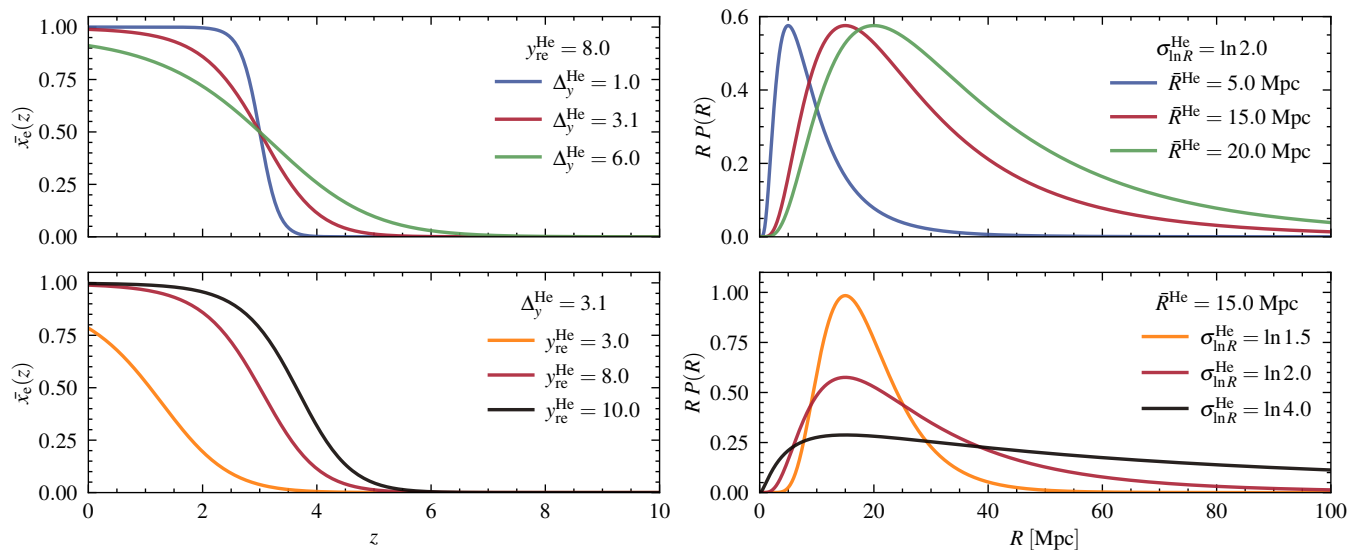 1.00
0.75
0.50
0.25
0.00
x̄ₑ(z)
y_re^He = 8.0
Δ_y^He = 1.0
Δ_y^He = 3.1
Δ_y^He = 6.0
0.6
0.4
0.2
0.0
R P(R)
σ_lnR^He = ln 2.0
R̄^He = 5.0 Mpc
R̄^He = 15.0 Mpc
R̄^He = 20.0 Mpc
1.00
0.75
0.50
0.25
0.00
x̄ₑ(z)
Δ_y^He = 3.1
y_re^He = 3.0
y_re^He = 8.0
y_re^He = 10.0
0 2 4 6 8 10
z
1.00
0.75
0.50
0.25
0.00
R P(R)
R̄^He = 15.0 Mpc
σ_lnR^He = ln 1.5
σ_lnR^He = ln 2.0
σ_lnR^He = ln 4.0
0 20 40 60 80 100
R [Mpc]